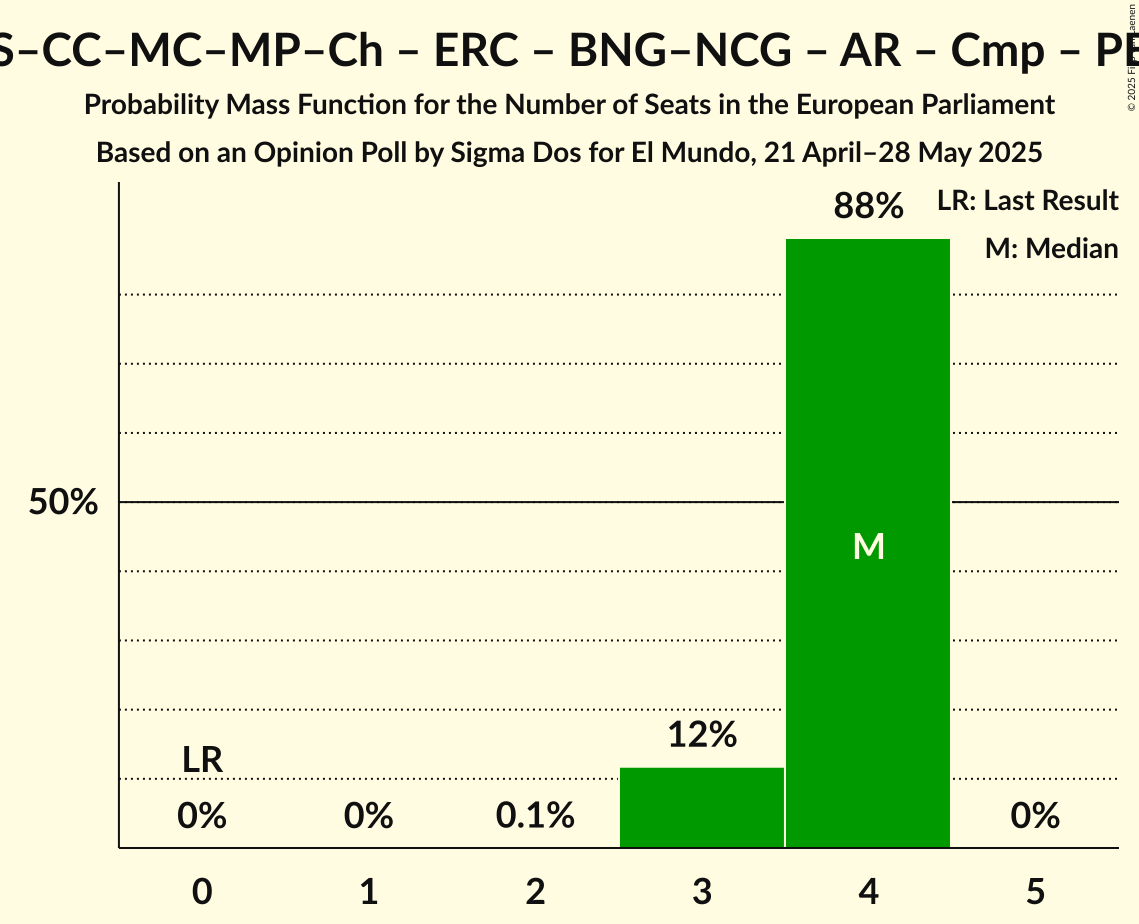 S–CC–MC–MP–Ch – ERC – BNG–NCG – AR – Cmp –
Probability Mass Function for the Number of Seats in the European Parliament
Based on an Opinion Poll by Sigma Dos for El Mundo, 21 April–28 May 2025
© 2025
88%
LR: Last Result
M: Median
50%
M
12%
LR
0%
0%
0.1%
0%
0
1
2
3
4
5